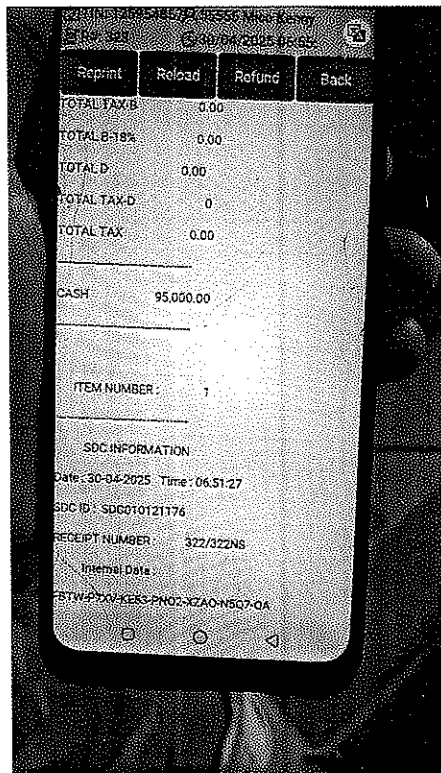 Reprint Reload Refund Back
TOTAL TAX-B 0.00
TOTAL B-18% 0.00
TOTAL D 0.00
TOTAL TAX-D 0
TOTAL TAX 0.00
CASH 95,000.00
ITEM NUMBER : 1
SDC INFORMATION
Date : 30-04-2025 Time : 06:51:27
SDC ID : SDC010121176
RECEIPT NUMBER : 322/322NS
Internal Data :